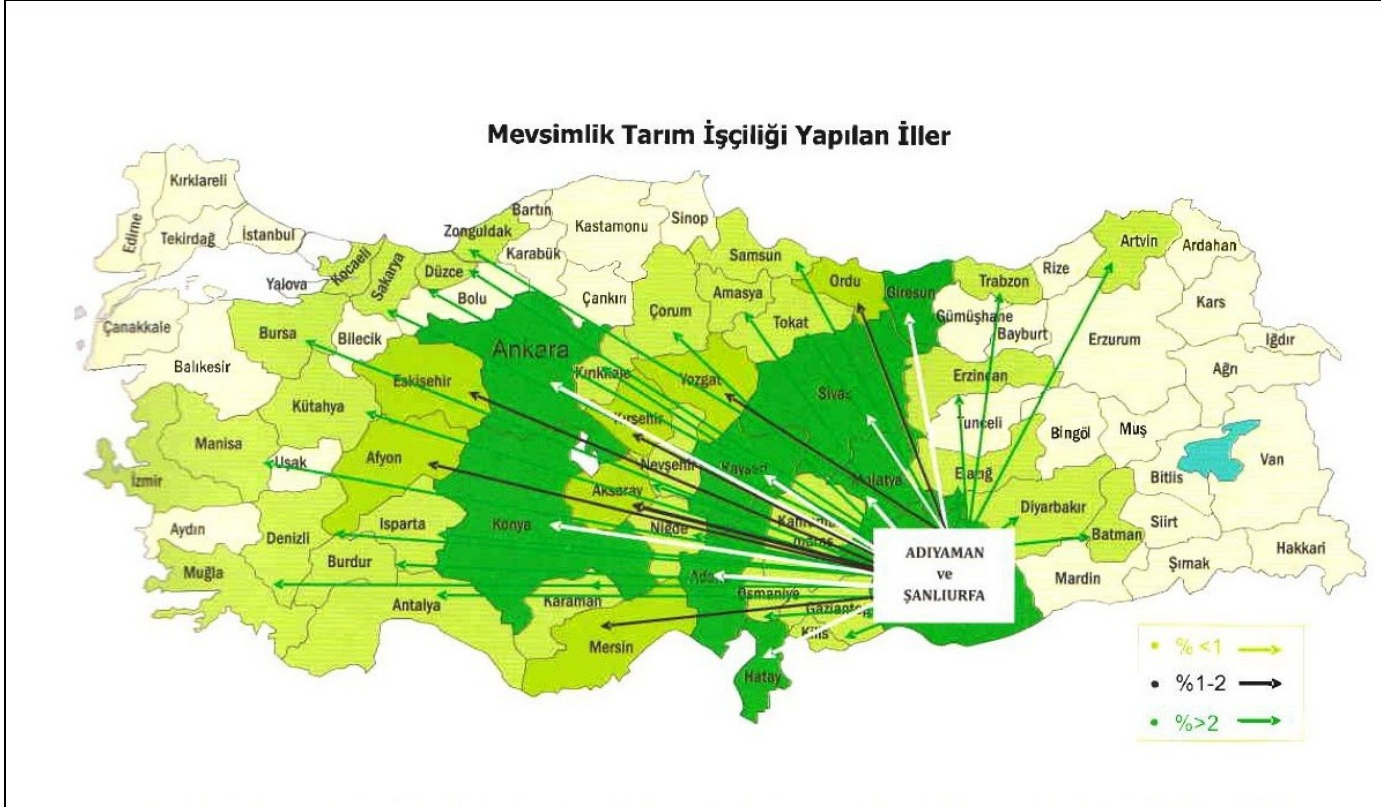 Mevsimlik Tarım İşçiliği Yapılan İller
Kırklareli
Edirne
Tekirdağ
İstanbul
Yalova
Kocaeli
Sakarya
Düzce
Zonguldak
Bartın
Karabük
Kastamonu
Sinop
Bolu
Çankırı
Samsun
Amasya
Çorum
Tokat
Ordu
Giresun
Trabzon
Rize
Artvin
Ardahan
Gümüşhane
Bayburt
Kars
Erzurum
Iğdır
Ağrı
Çanakkale
Balıkesir
Bursa
Bilecik
Eskişehir
Ankara
Kırıkkale
Yozgat
Sivas
Erzincan
Tunceli
Bingöl
Muş
Bitlis
Van
Kütahya
Manisa
İzmir
Uşak
Afyon
Kırşehir
Nevşehir
Kayseri
Malatya
Elazığ
Diyarbakır
Batman
Siirt
Hakkari
Şırnak
Mardin
Aydın
Denizli
Isparta
Burdur
Muğla
Antalya
Konya
Aksaray
Niğde
Karaman
Mersin
Osmaniye
Gaziantep
Kilis
Hatay
ADIYAMAN
ve
ŞANLIURFA
% <1
%1-2
%>2